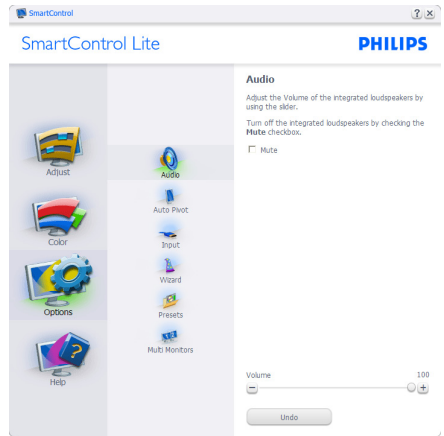 SmartControl
SmartControl Lite
PHILIPS
Adjust
Color
Options
Help
Audio
Auto Pivot
Input
Wizard
Presets
Multi Monitors
Audio
Adjust the Volume of the integrated loudspeakers by
using the slider.
Turn off the integrated loudspeakers by checking the
Mute checkbox.
Mute
Volume 100
Undo